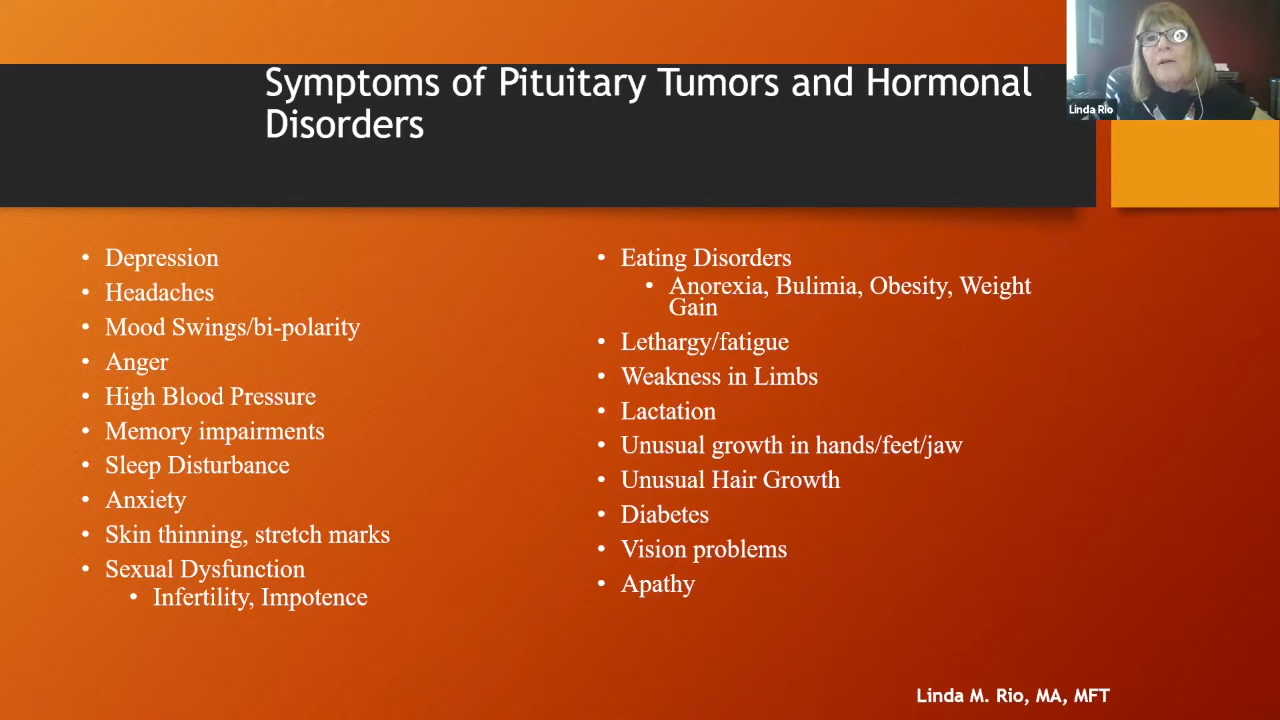 Symptoms of Pituitary Tumors and Hormonal
Disorders
Linda Rio
• Depression
• Headaches
• Mood Swings/bi-polarity
• Anger
• High Blood Pressure
• Memory impairments
• Sleep Disturbance
• Anxiety
• Skin thinning, stretch marks
• Sexual Dysfunction
• Infertility, Impotence
• Eating Disorders
• Anorexia, Bulimia, Obesity, Weight
Gain
• Lethargy/fatigue
• Weakness in Limbs
• Lactation
• Unusual growth in hands/feet/jaw
• Unusual Hair Growth
• Diabetes
• Vision problems
• Apathy
Linda M. Rio, MA, MFT